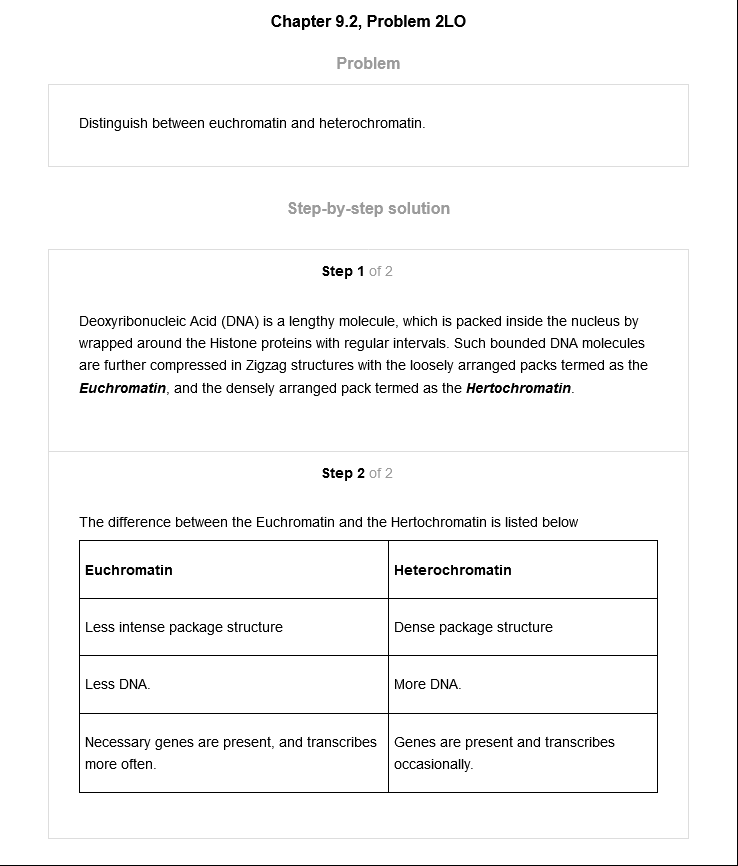 Chapter 9.2, Problem 2LO
Problem
Distinguish between euchromatin and heterochromatin.
Step-by-step solution
Step 1 of 2
Deoxyribonucleic Acid (DNA) is a lengthy molecule, which is packed inside the nucleus by
wrapped around the Histone proteins with regular intervals. Such bounded DNA molecules
are further compressed in Zigzag structures with the loosely arranged packs termed as the
Euchromatin, and the densely arranged pack termed as the Hertochromatin.
Step 2 of 2
The difference between the Euchromatin and the Hertochromatin is listed below
Euchromatin Heterochromatin
Less intense package structure Dense package structure
Less DNA. More DNA.
Necessary genes are present, and transcribes Genes are present and transcribes
more often. occasionally.